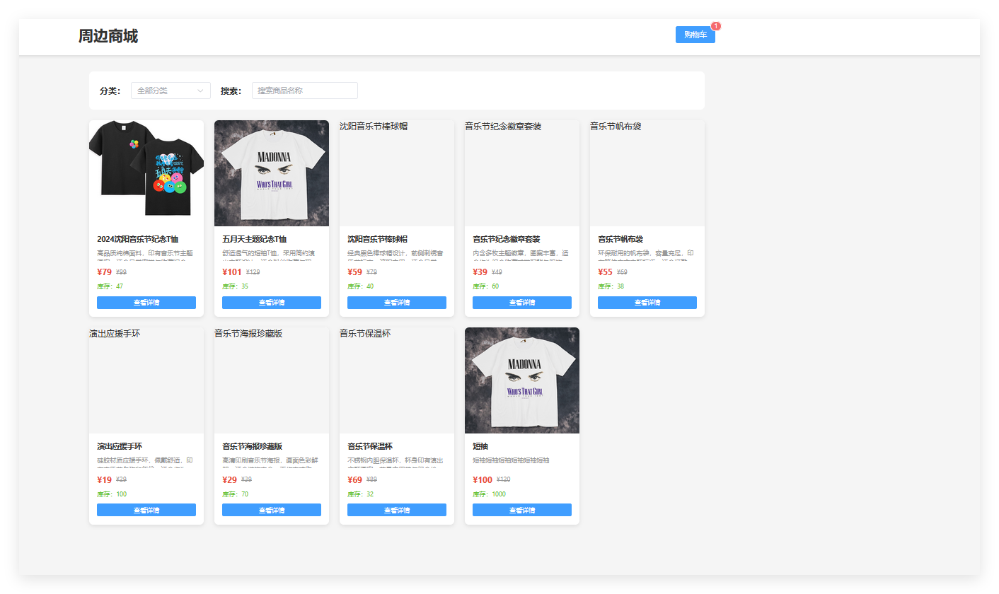 周边商城
购物车
1
分类：
全部分类
搜索：
搜索商品名称
五月天
MADONNA
WHO'S THAT GIRL
WORLD TOUR 1987
沈阳音乐节棒球帽
音乐节纪念徽章套装
音乐节帆布袋
2024沈阳音乐节纪念T恤
高品质纯棉面料，印有音乐节主题
¥79 ¥99
库存：47
查看详情
五月天主题纪念T恤
舒适透气的短袖T恤，采用简约演
¥101 ¥129
库存：35
查看详情
沈阳音乐节棒球帽
经典黑色棒球帽设计，前侧刺绣音
¥59 ¥79
库存：40
查看详情
音乐节纪念徽章套装
内含多枚主题徽章，图案丰富，适
¥39 ¥49
库存：60
查看详情
音乐节帆布袋
环保耐用的帆布袋，容量充足，印
¥55 ¥69
库存：38
查看详情
演出应援手环
音乐节海报珍藏版
音乐节保温杯
MADONNA
WHO'S THAT GIRL
WORLD TOUR 1987
演出应援手环
硅胶材质应援手环，佩戴舒适，印
¥19 ¥29
库存：100
查看详情
音乐节海报珍藏版
高清印刷音乐节海报，画面色彩鲜
¥29 ¥39
库存：70
查看详情
音乐节保温杯
不锈钢内胆保温杯，杯身印有演出
¥69 ¥89
库存：32
查看详情
短袖
短袖短袖短袖短袖短袖短袖
¥100 ¥120
库存：1000
查看详情